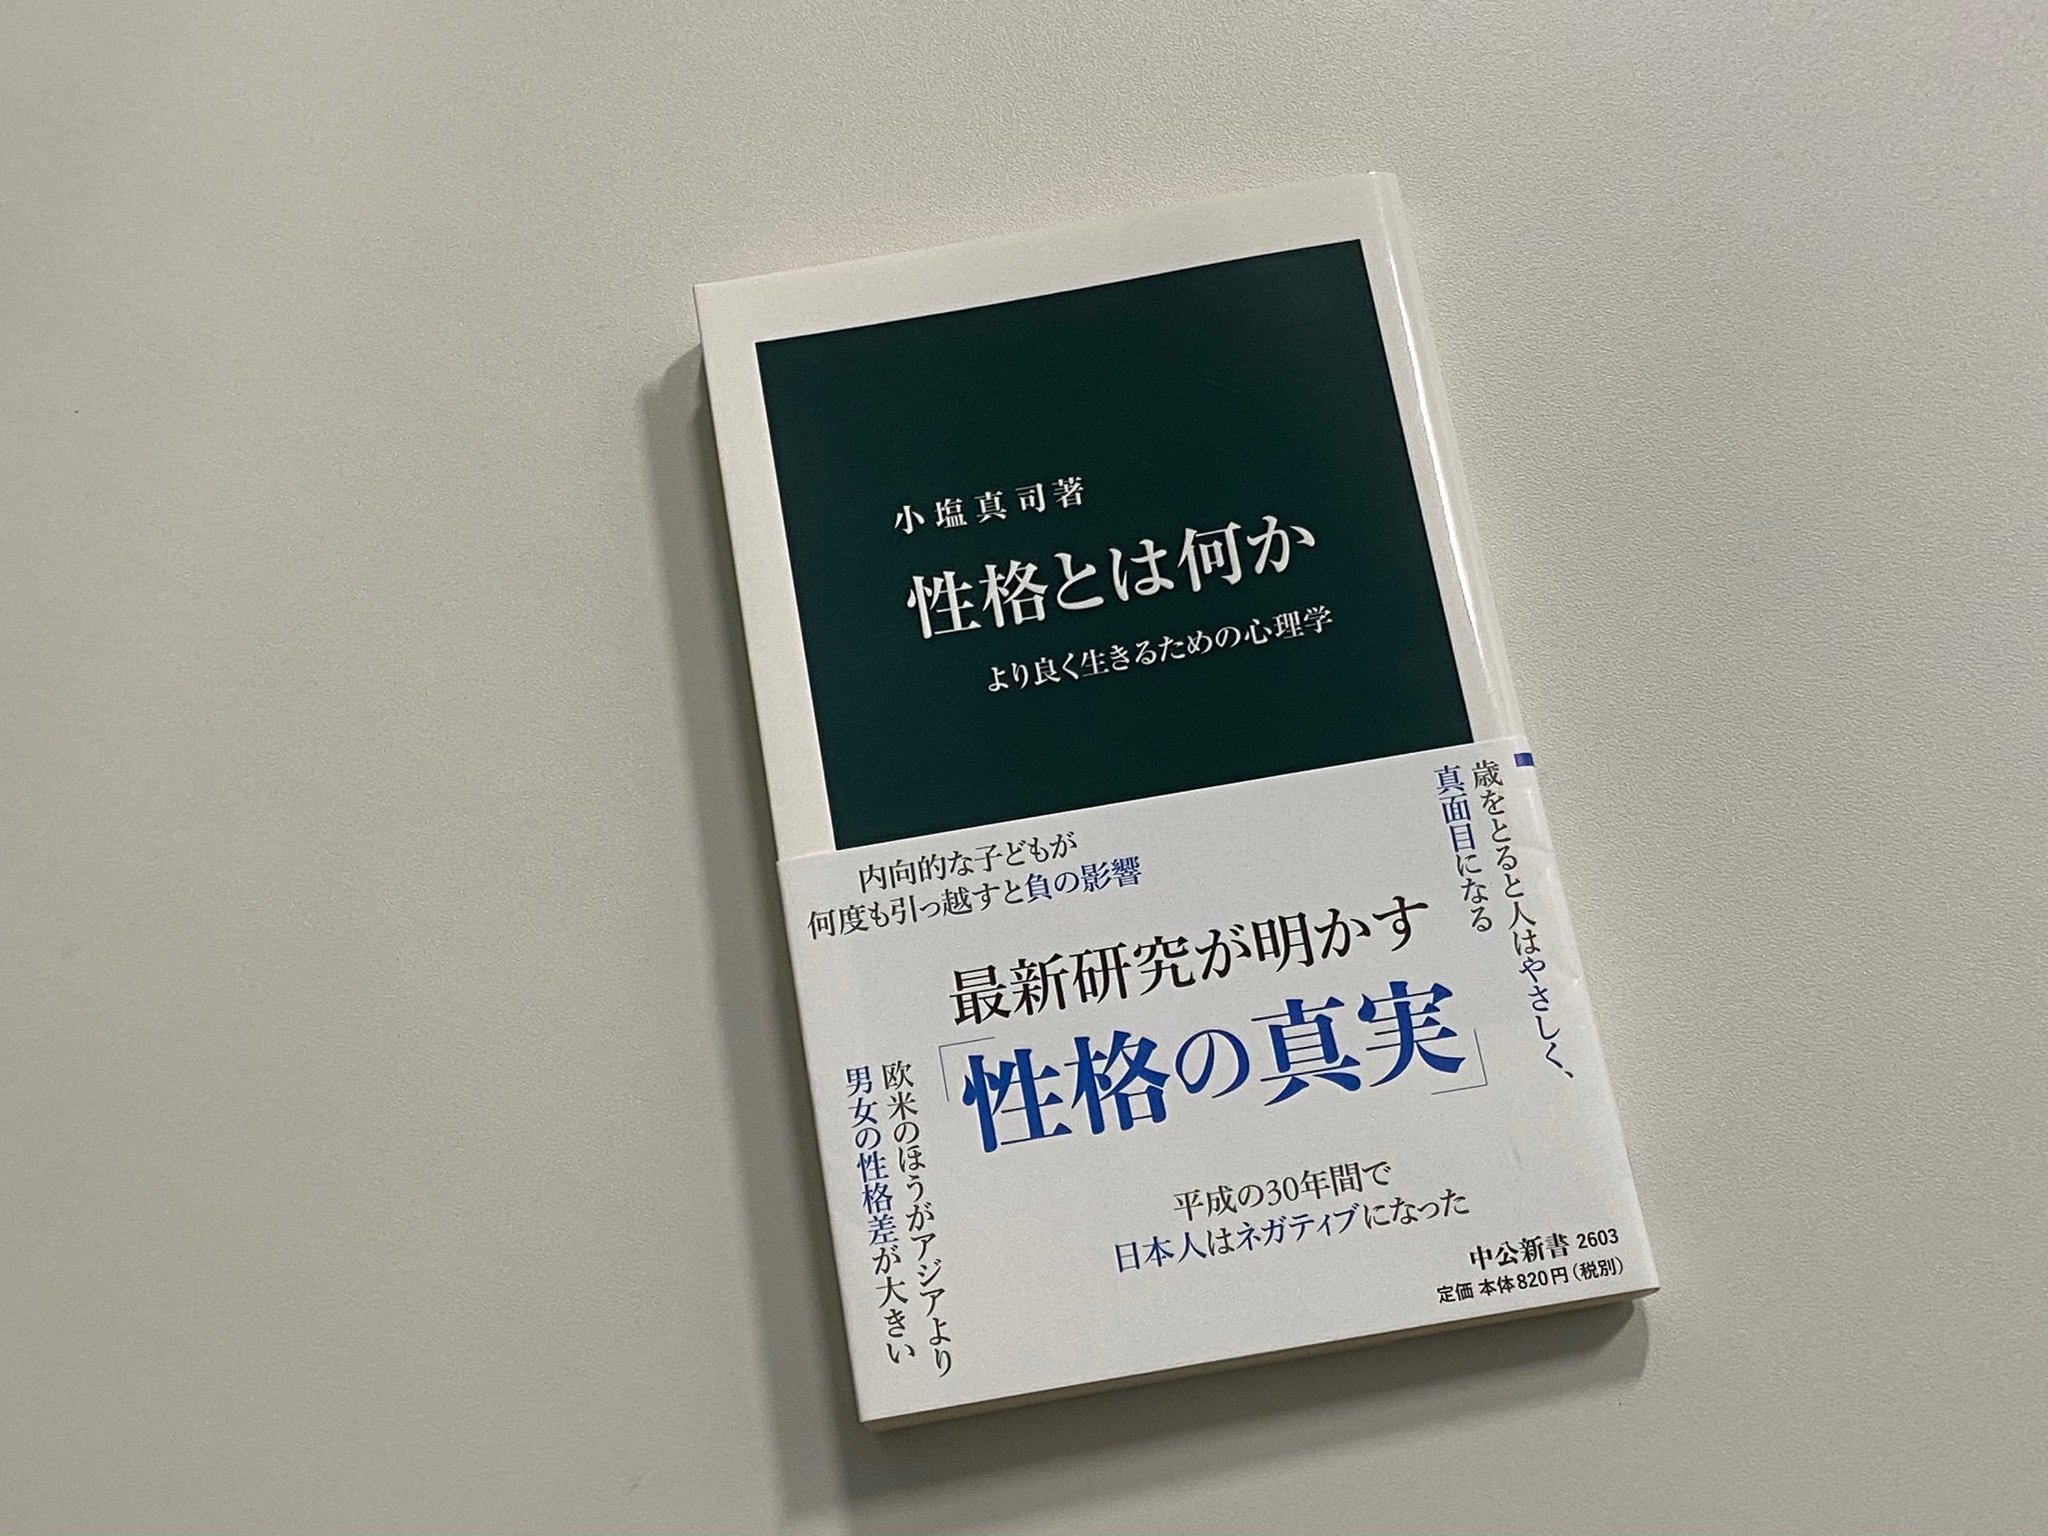 小塩真司著
性格とは何か
より良く生きるための心理学
歳をとると人はやさしく、
真面目になる
内向的な子どもが
何度も引っ越すと負の影響
最新研究が明かす
「性格の真実」
欧米のほうがアジアより
男女の性格差が大きい
平成の30年間で
日本人はネガティブになった
中公新書 2603
定価 本体820円(税別)